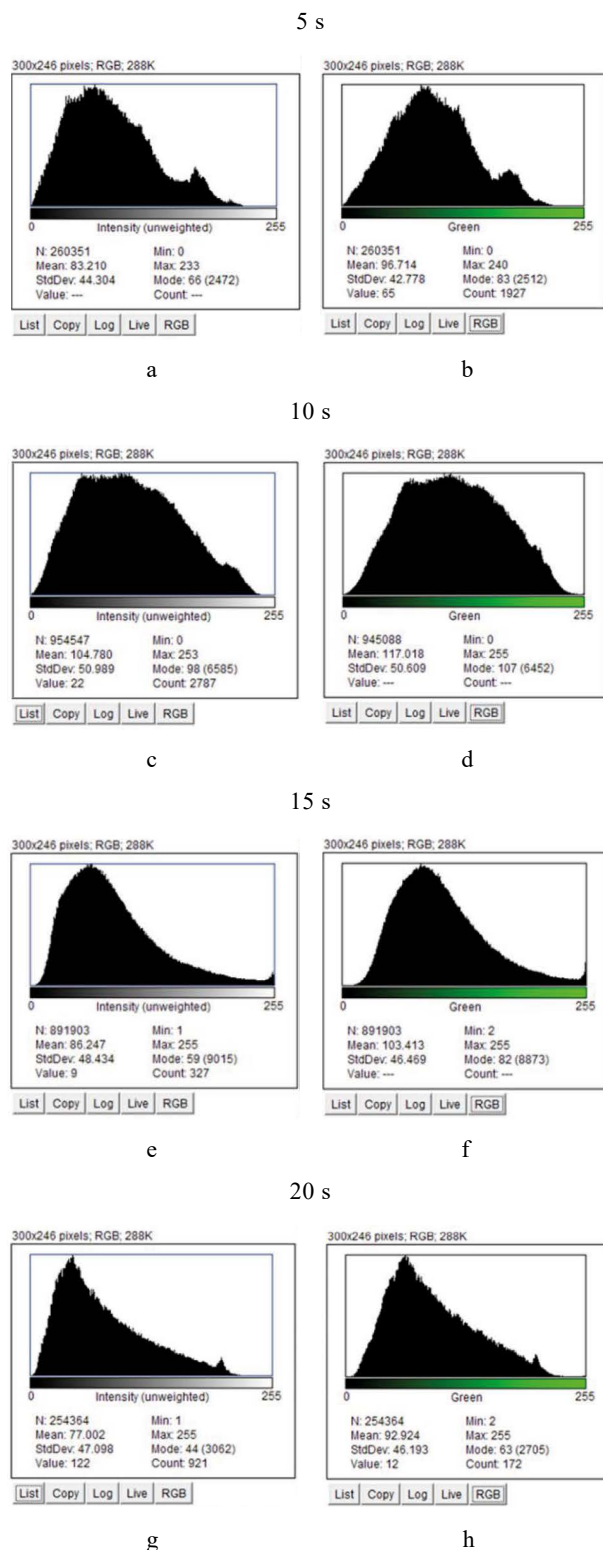 5 s
300x246 pixels; RGB; 288K
0 Intensity (unweighted) 255
N: 260351 Min: 0
Mean: 83.210 Max: 233
StdDev: 44.304 Mode: 66 (2472)
Value: --- Count: ---
List Copy Log Live RGB
a
300x246 pixels; RGB; 288K
0 Green 255
N: 260351 Min: 0
Mean: 96.714 Max: 240
StdDev: 42.778 Mode: 83 (2512)
Value: 65 Count: 1927
List Copy Log Live RGB
b
10 s
300x246 pixels; RGB; 288K
0 Intensity (unweighted) 255
N: 954547 Min: 0
Mean: 104.780 Max: 253
StdDev: 50.989 Mode: 98 (6585)
Value: 22 Count: 2787
List Copy Log Live RGB
c
300x246 pixels; RGB; 288K
0 Green 255
N: 945088 Min: 0
Mean: 117.018 Max: 255
StdDev: 50.609 Mode: 107 (6452)
Value: --- Count: ---
List Copy Log Live RGB
d
15 s
300x246 pixels; RGB; 288K
0 Intensity (unweighted) 255
N: 891903 Min: 1
Mean: 86.247 Max: 255
StdDev: 48.434 Mode: 59 (9015)
Value: 9 Count: 327
List Copy Log Live RGB
e
300x246 pixels; RGB; 288K
0 Green 255
N: 891903 Min: 2
Mean: 103.413 Max: 255
StdDev: 46.469 Mode: 82 (8873)
Value: --- Count: ---
List Copy Log Live RGB
f
20 s
300x246 pixels; RGB; 288K
0 Intensity (unweighted) 255
N: 254364 Min: 1
Mean: 77.002 Max: 255
StdDev: 47.098 Mode: 44 (3062)
Value: 122 Count: 921
List Copy Log Live RGB
g
300x246 pixels; RGB; 288K
0 Green 255
N: 254364 Min: 2
Mean: 92.924 Max: 255
StdDev: 46.193 Mode: 63 (2705)
Value: 12 Count: 172
List Copy Log Live RGB
h